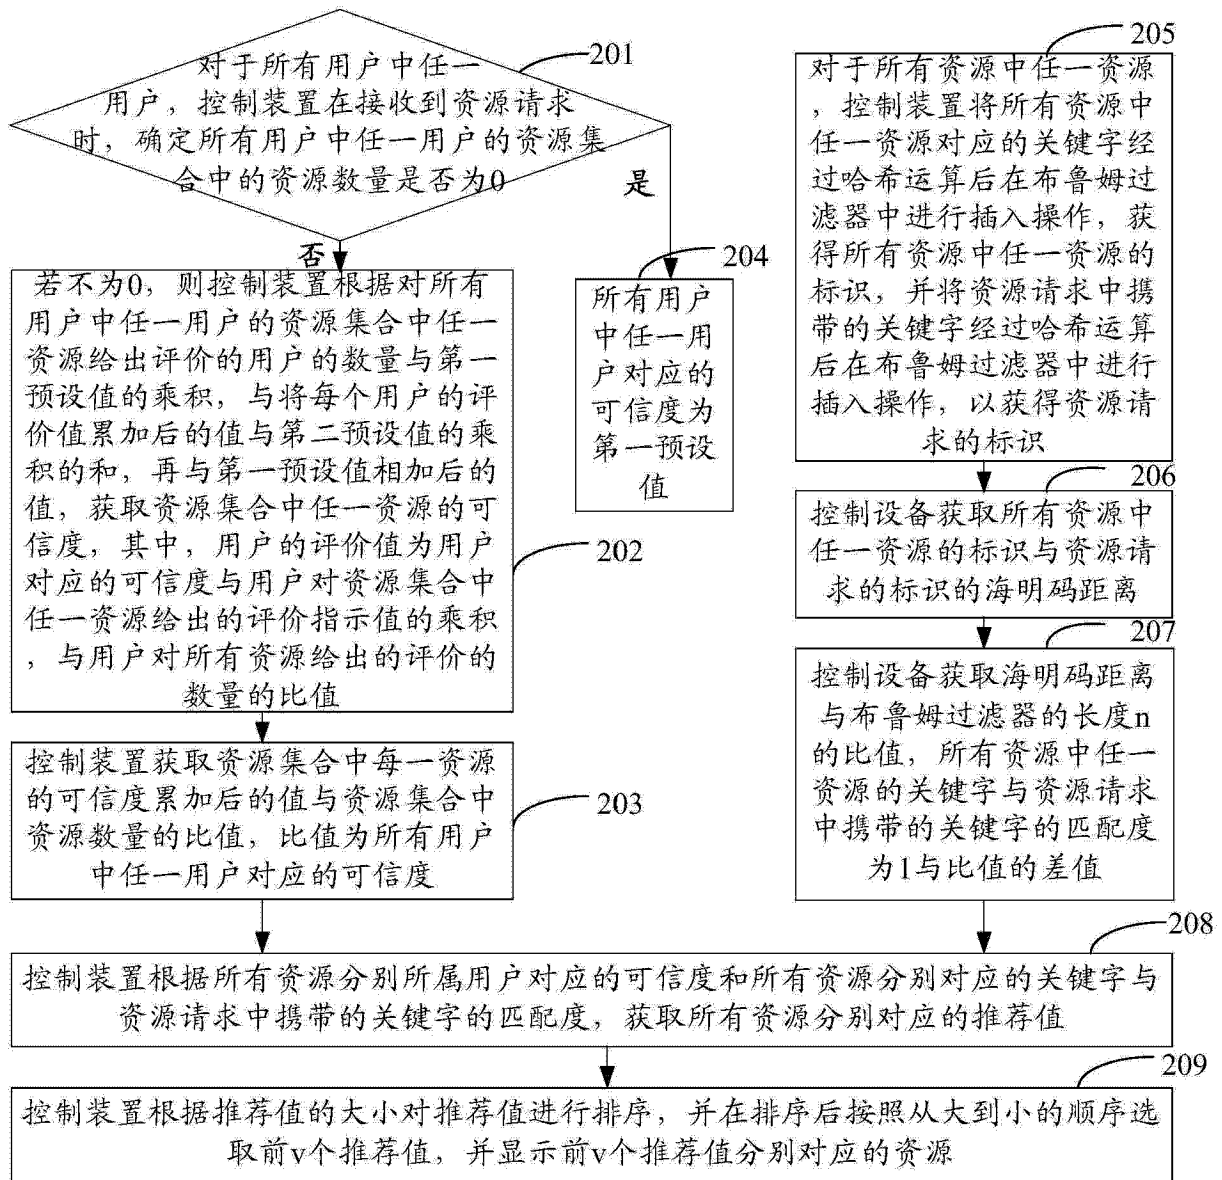 201
对于所有用户中任一
用户，控制装置在接收到资源请求
时，确定所有用户中任一用户的资源集
合中的资源数量是否为0
是
否
202
若不为0，则控制装置根据对所有
用户中任一用户的资源集合中任一
资源给出评价的用户的数量与第一
预设值的乘积，与将每个用户的评
价值累加后的值与第二预设值的乘
积的和，再与第一预设值相加后的
值，获取资源集合中任一资源的可
信度，其中，用户的评价值为用户
对应的可信度与用户对资源集合中
任一资源给出的评价指示值的乘积
，与用户对所有资源给出的评价的
数量的比值
203
控制装置获取资源集合中每一资源
的可信度累加后的值与资源集合中
资源数量的比值，比值为所有用户
中任一用户对应的可信度
204
所有用户
中任一用
户对应的
可信度为
第一预设
值
205
对于所有资源中任一资源
，控制装置将所有资源中
任一资源对应的关键字经
过哈希运算后在布鲁姆过
滤器中进行插入操作，获
得所有资源中任一资源的
标识，并将资源请求中携
带的关键字经过哈希运算
后在布鲁姆过滤器中进行
插入操作，以获得资源请
求的标识
206
控制设备获取所有资源中
任一资源的标识与资源请
求的标识的海明码距离
207
控制设备获取海明码距离
与布鲁姆过滤器的长度n
的比值，所有资源中任一
资源的关键字与资源请求
中携带的关键字的匹配度
为1与比值的差值
208
控制装置根据所有资源分别所属用户对应的可信度和所有资源分别对应的关键字与
资源请求中携带的关键字的匹配度，获取所有资源分别对应的推荐值
209
控制装置根据推荐值的大小对推荐值进行排序，并在排序后按照从大到小的顺序选
取前v个推荐值，并显示前v个推荐值分别对应的资源